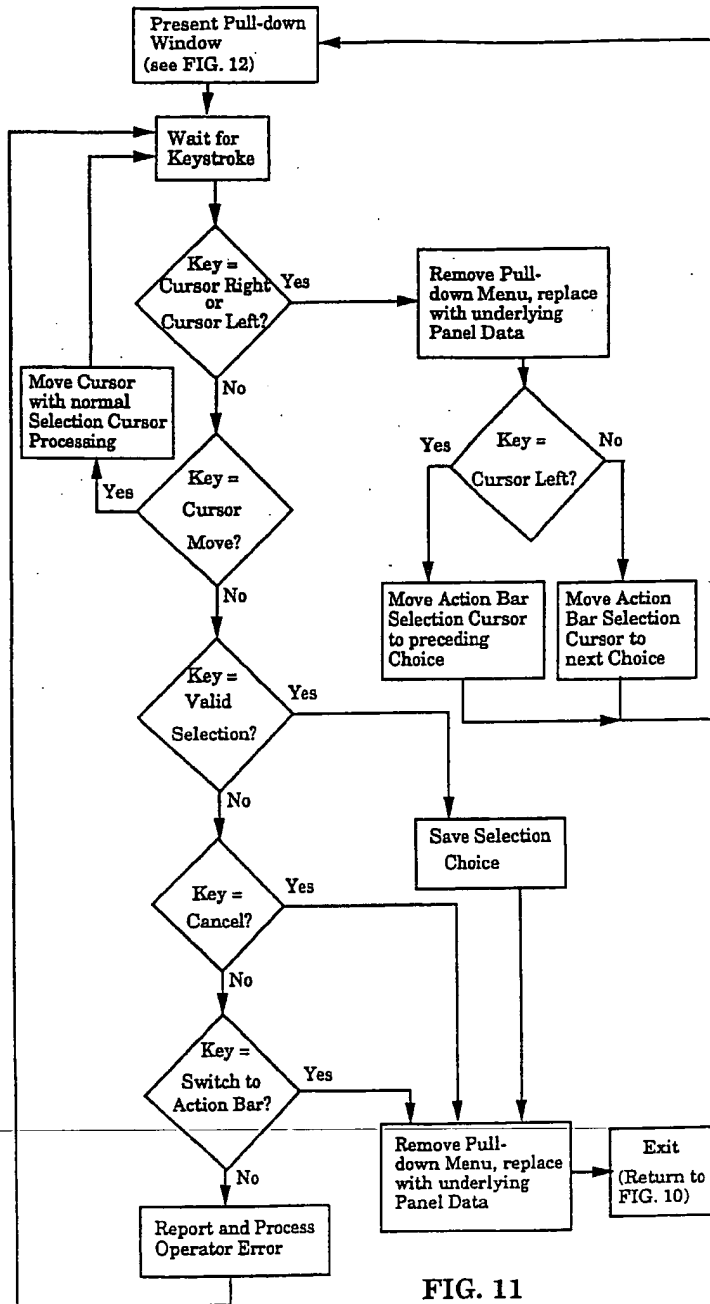 Present Pull-down
Window
(see FIG. 12)
Wait for
Keystroke
Key =
Cursor Right
or
Cursor Left?
Yes
No
Remove Pull-
down Menu, replace
with underlying
Panel Data
Move Cursor
with normal
Selection Cursor
Processing
Yes
Key =
Cursor
Move?
No
Yes
Key =
Cursor Left?
No
Move Action Bar
Selection Cursor
to preceding
Choice
Move Action
Bar Selection
Cursor to
next Choice
Key =
Valid
Selection?
Yes
No
Save Selection
Choice
Key =
Cancel?
Yes
No
Key =
Switch to
Action Bar?
Yes
No
Remove Pull-
down Menu, replace
with underlying
Panel Data
Exit
(Return to
FIG. 10)
Report and Process
Operator Error
FIG. 11